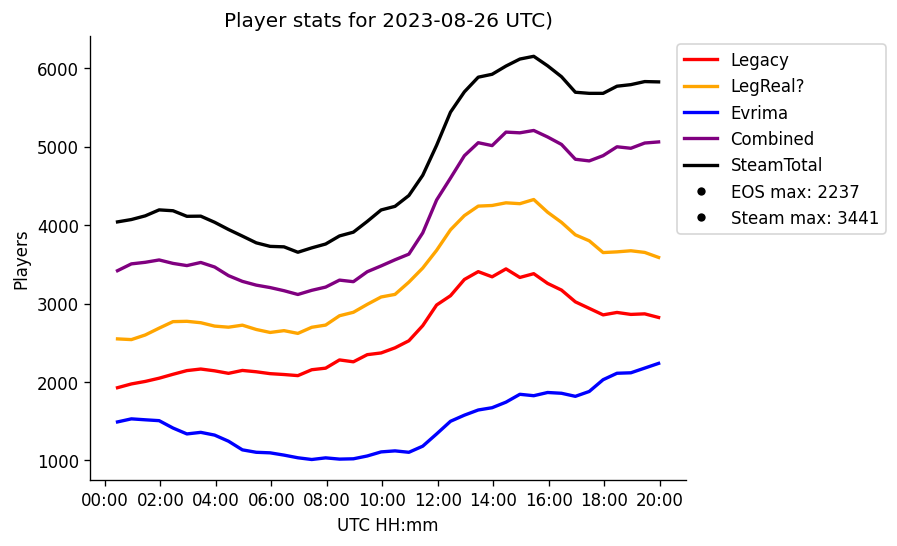 Player stats for 2023-08-26 UTC)
Players
6000
5000
4000
3000
2000
1000
00:00 02:00 04:00 06:00 08:00 10:00 12:00 14:00 16:00 18:00 20:00
UTC HH:mm
Legacy
LegReal?
Evrima
Combined
SteamTotal
EOS max: 2237
Steam max: 3441